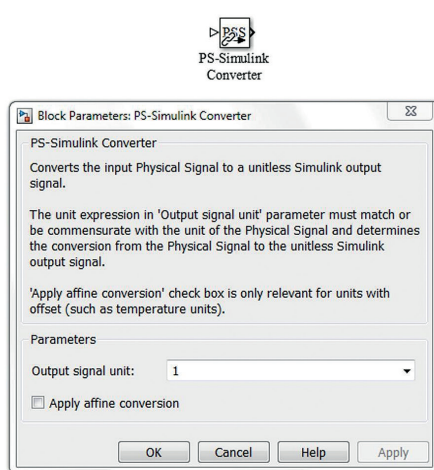 PSS
PS-Simulink
Converter
Block Parameters: PS-Simulink Converter
PS-Simulink Converter
Converts the input Physical Signal to a unitless Simulink output
signal.
The unit expression in 'Output signal unit' parameter must match or
be commensurate with the unit of the Physical Signal and determines
the conversion from the Physical Signal to the unitless Simulink
output signal.
'Apply affine conversion' check box is only relevant for units with
offset (such as temperature units).
Parameters
Output signal unit: 1
Apply affine conversion
OK Cancel Help Apply